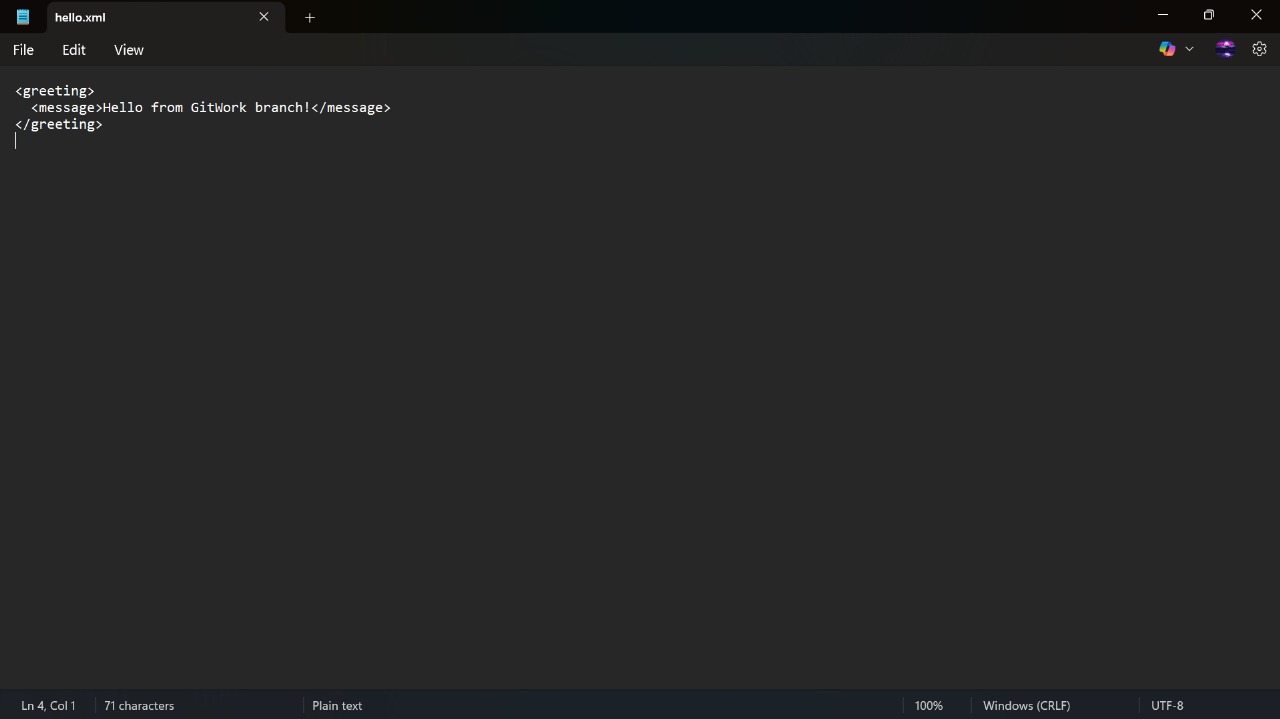 hello.xml
File Edit View
<greeting>
  <message>Hello from GitWork branch!</message>
</greeting>
Ln 4, Col 1 71 characters Plain text 100% Windows (CRLF) UTF-8